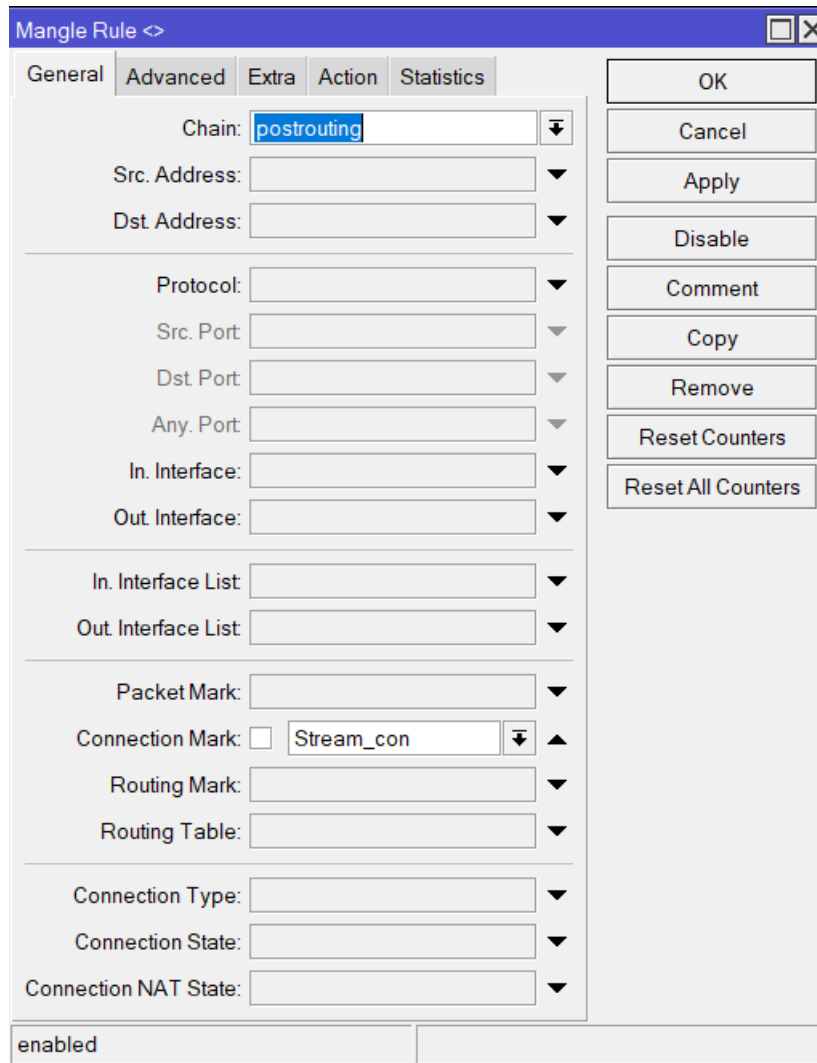 Mangle Rule <>
General Advanced Extra Action Statistics
Chain: postrouting
Src. Address:
Dst. Address:
Protocol:
Src. Port:
Dst. Port:
Any. Port:
In. Interface:
Out. Interface:
In. Interface List:
Out. Interface List:
Packet Mark:
Connection Mark: Stream_con
Routing Mark:
Routing Table:
Connection Type:
Connection State:
Connection NAT State:
OK
Cancel
Apply
Disable
Comment
Copy
Remove
Reset Counters
Reset All Counters
enabled